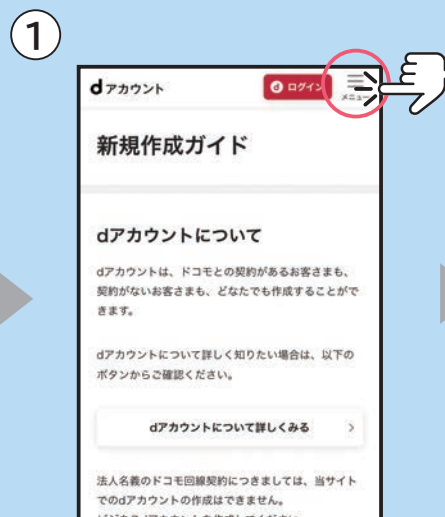 ①
dアカウント
d ログイン
メニュー
新規作成ガイド
dアカウントについて
dアカウントは、ドコモとの契約があるお客さまも、
契約がないお客さまも、どなたでも作成することがで
きます。
dアカウントについて詳しく知りたい場合は、以下の
ボタンからご確認ください。
dアカウントについて詳しくみる
法人名義のドコモ回線契約につきましては、当サイト
でのdアカウントの作成はできません。